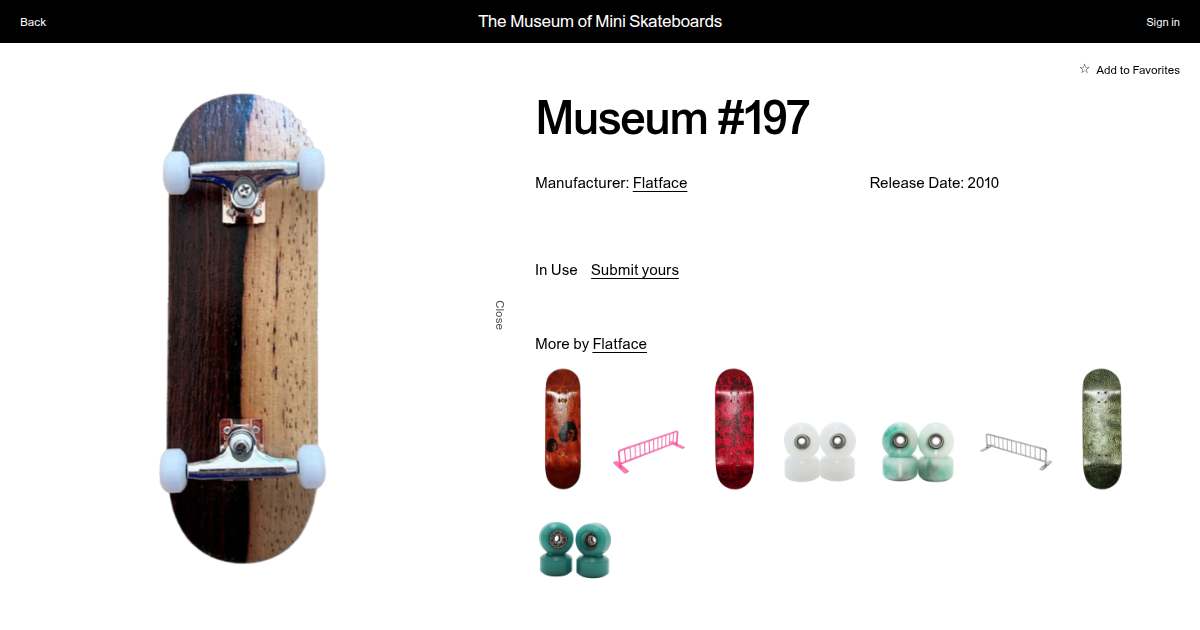 Back
The Museum of Mini Skateboards
Sign in
☆ Add to Favorites
Museum #197
Manufacturer: Flatface
Release Date: 2010
In Use Submit yours
Close
More by Flatface